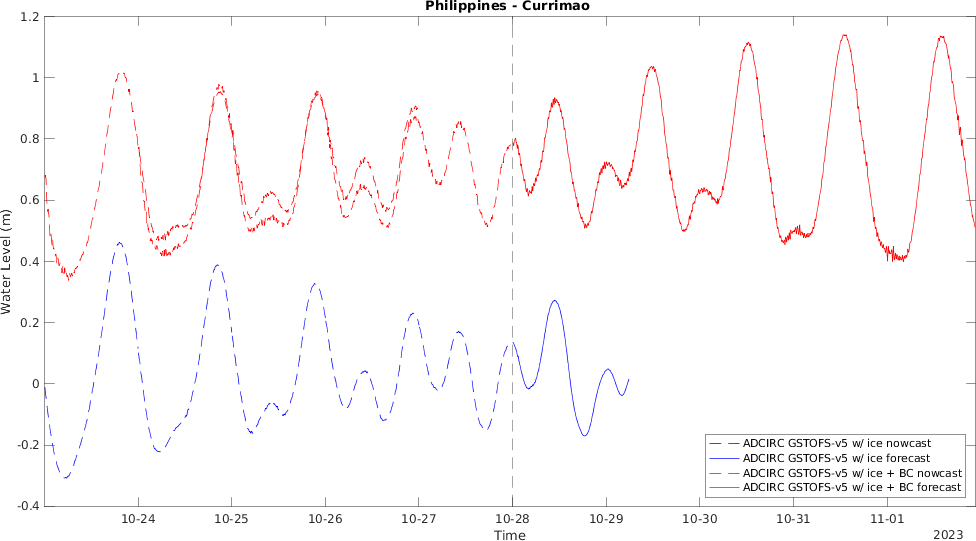 Philippines - Currimao
1.2
1
0.8
0.6
0.4
0.2
0
-0.2
-0.4
Water Level (m)
ADCIRC GSTOFS-v5 w/ ice nowcast
ADCIRC GSTOFS-v5 w/ ice forecast
ADCIRC GSTOFS-v5 w/ ice + BC nowcast
ADCIRC GSTOFS-v5 w/ ice + BC forecast
10-24 10-25 10-26 10-27 10-28 10-29 10-30 10-31 11-01
Time
2023